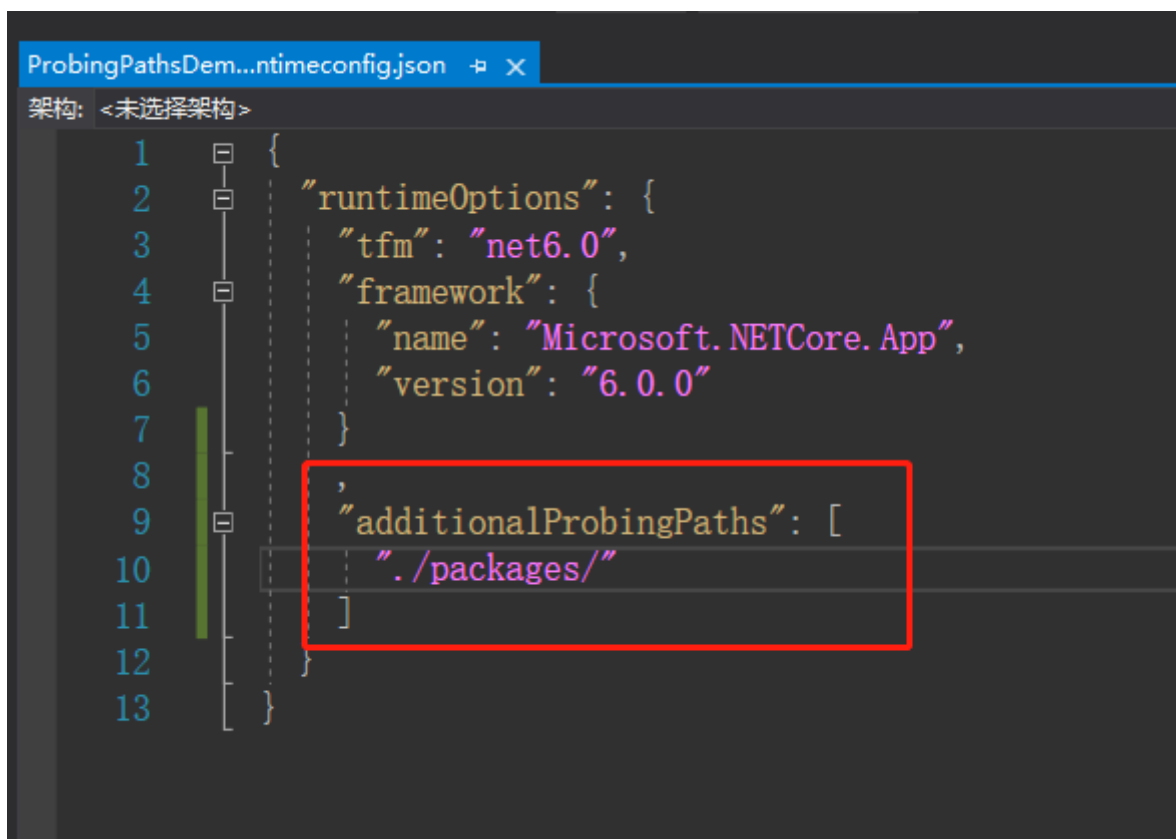 ProbingPathsDem...ntimeconfig.json
架构: <未选择架构>
1 {
2 "runtimeOptions": {
3 "tfm": "net6.0",
4 "framework": {
5 "name": "Microsoft.NETCore.App",
6 "version": "6.0.0"
7 }
8 ,
9 "additionalProbingPaths": [
10 "./packages/"
11 ]
12 }
13 }